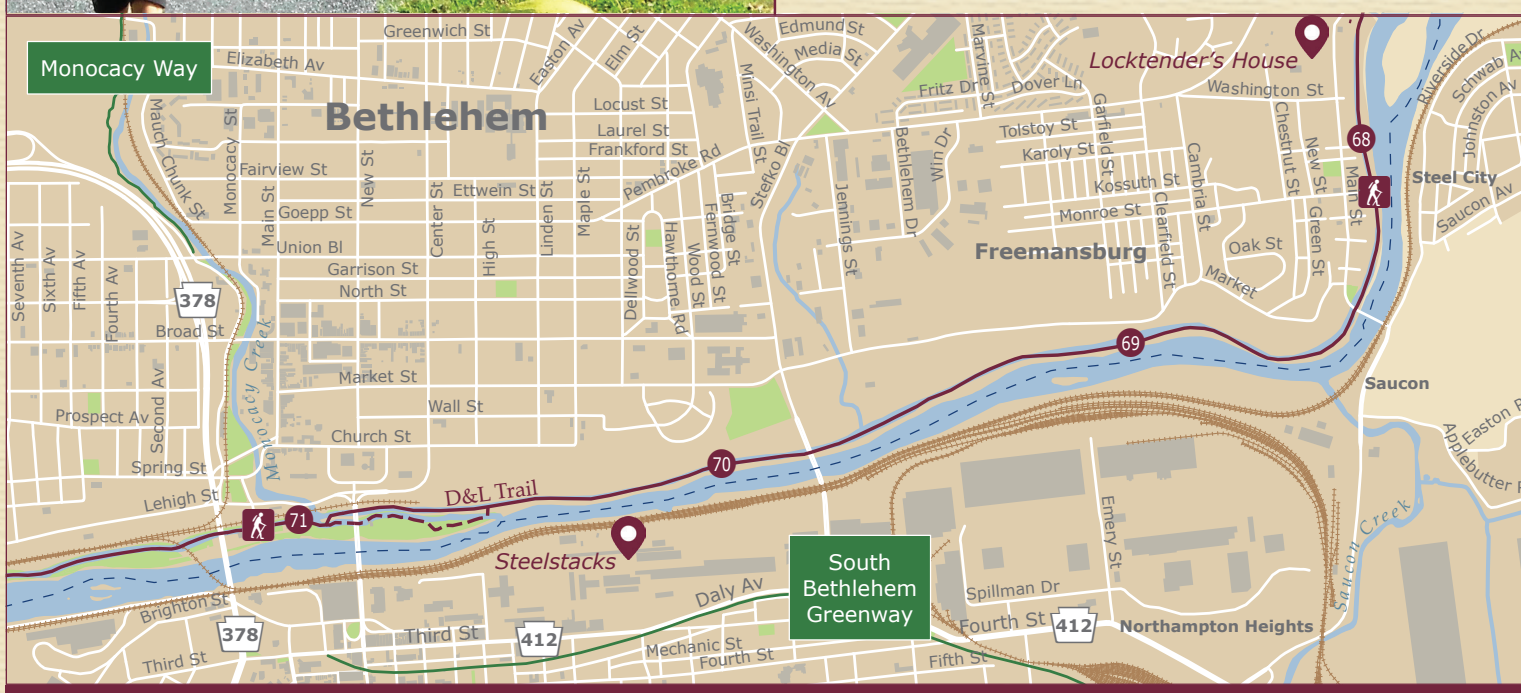 Monocacy Way
Greenwich St
Elizabeth Av
Easton Av
Elm St
Washington Av
Edmund St
Media St
Marvine St
Fritz Dr
Dover Ln
Locktender's House
Washington St
Riverside Dr
Schwab Av
Johnston Av
Bethlehem
Mauch Chunk St
Monocacy St
Locust St
Laurel St
Frankford St
Minsi Trail St
Stefko Bl
Pembroke Rd
Bethlehem Dr
Win Dr
Tolstoy St
Karoly St
Garfield St
Kossuth St
Monroe St
Cambria St
Clearfield St
Chestnut St
New St
Main St
Green St
68
Steel City
Saucon Av
Fairview St
New St
Main St
Goepp St
Union Bl
Garrison St
North St
Center St
Ettwein St
High St
Linden St
Maple St
Dellwood St
Hawthorne Rd
Wood St
Fernwood St
Bridge St
Jennings St
Freemansburg
Oak St
Market
Seventh Av
Sixth Av
Fifth Av
Fourth Av
378
Broad St
Monocacy Creek
Market St
Wall St
Church St
Second Av
Prospect Av
Spring St
Lehigh St
69
Saucon
Easton R
Applebutter R
70
D&L Trail
71
Steelstacks
South
Bethlehem
Greenway
Emery St
Saucon Creek
Brighton St
378
Third St
Third St
412
Daly Av
Mechanic St
Fourth St
Spillman Dr
Fourth St
412
Northampton Heights
Fifth St